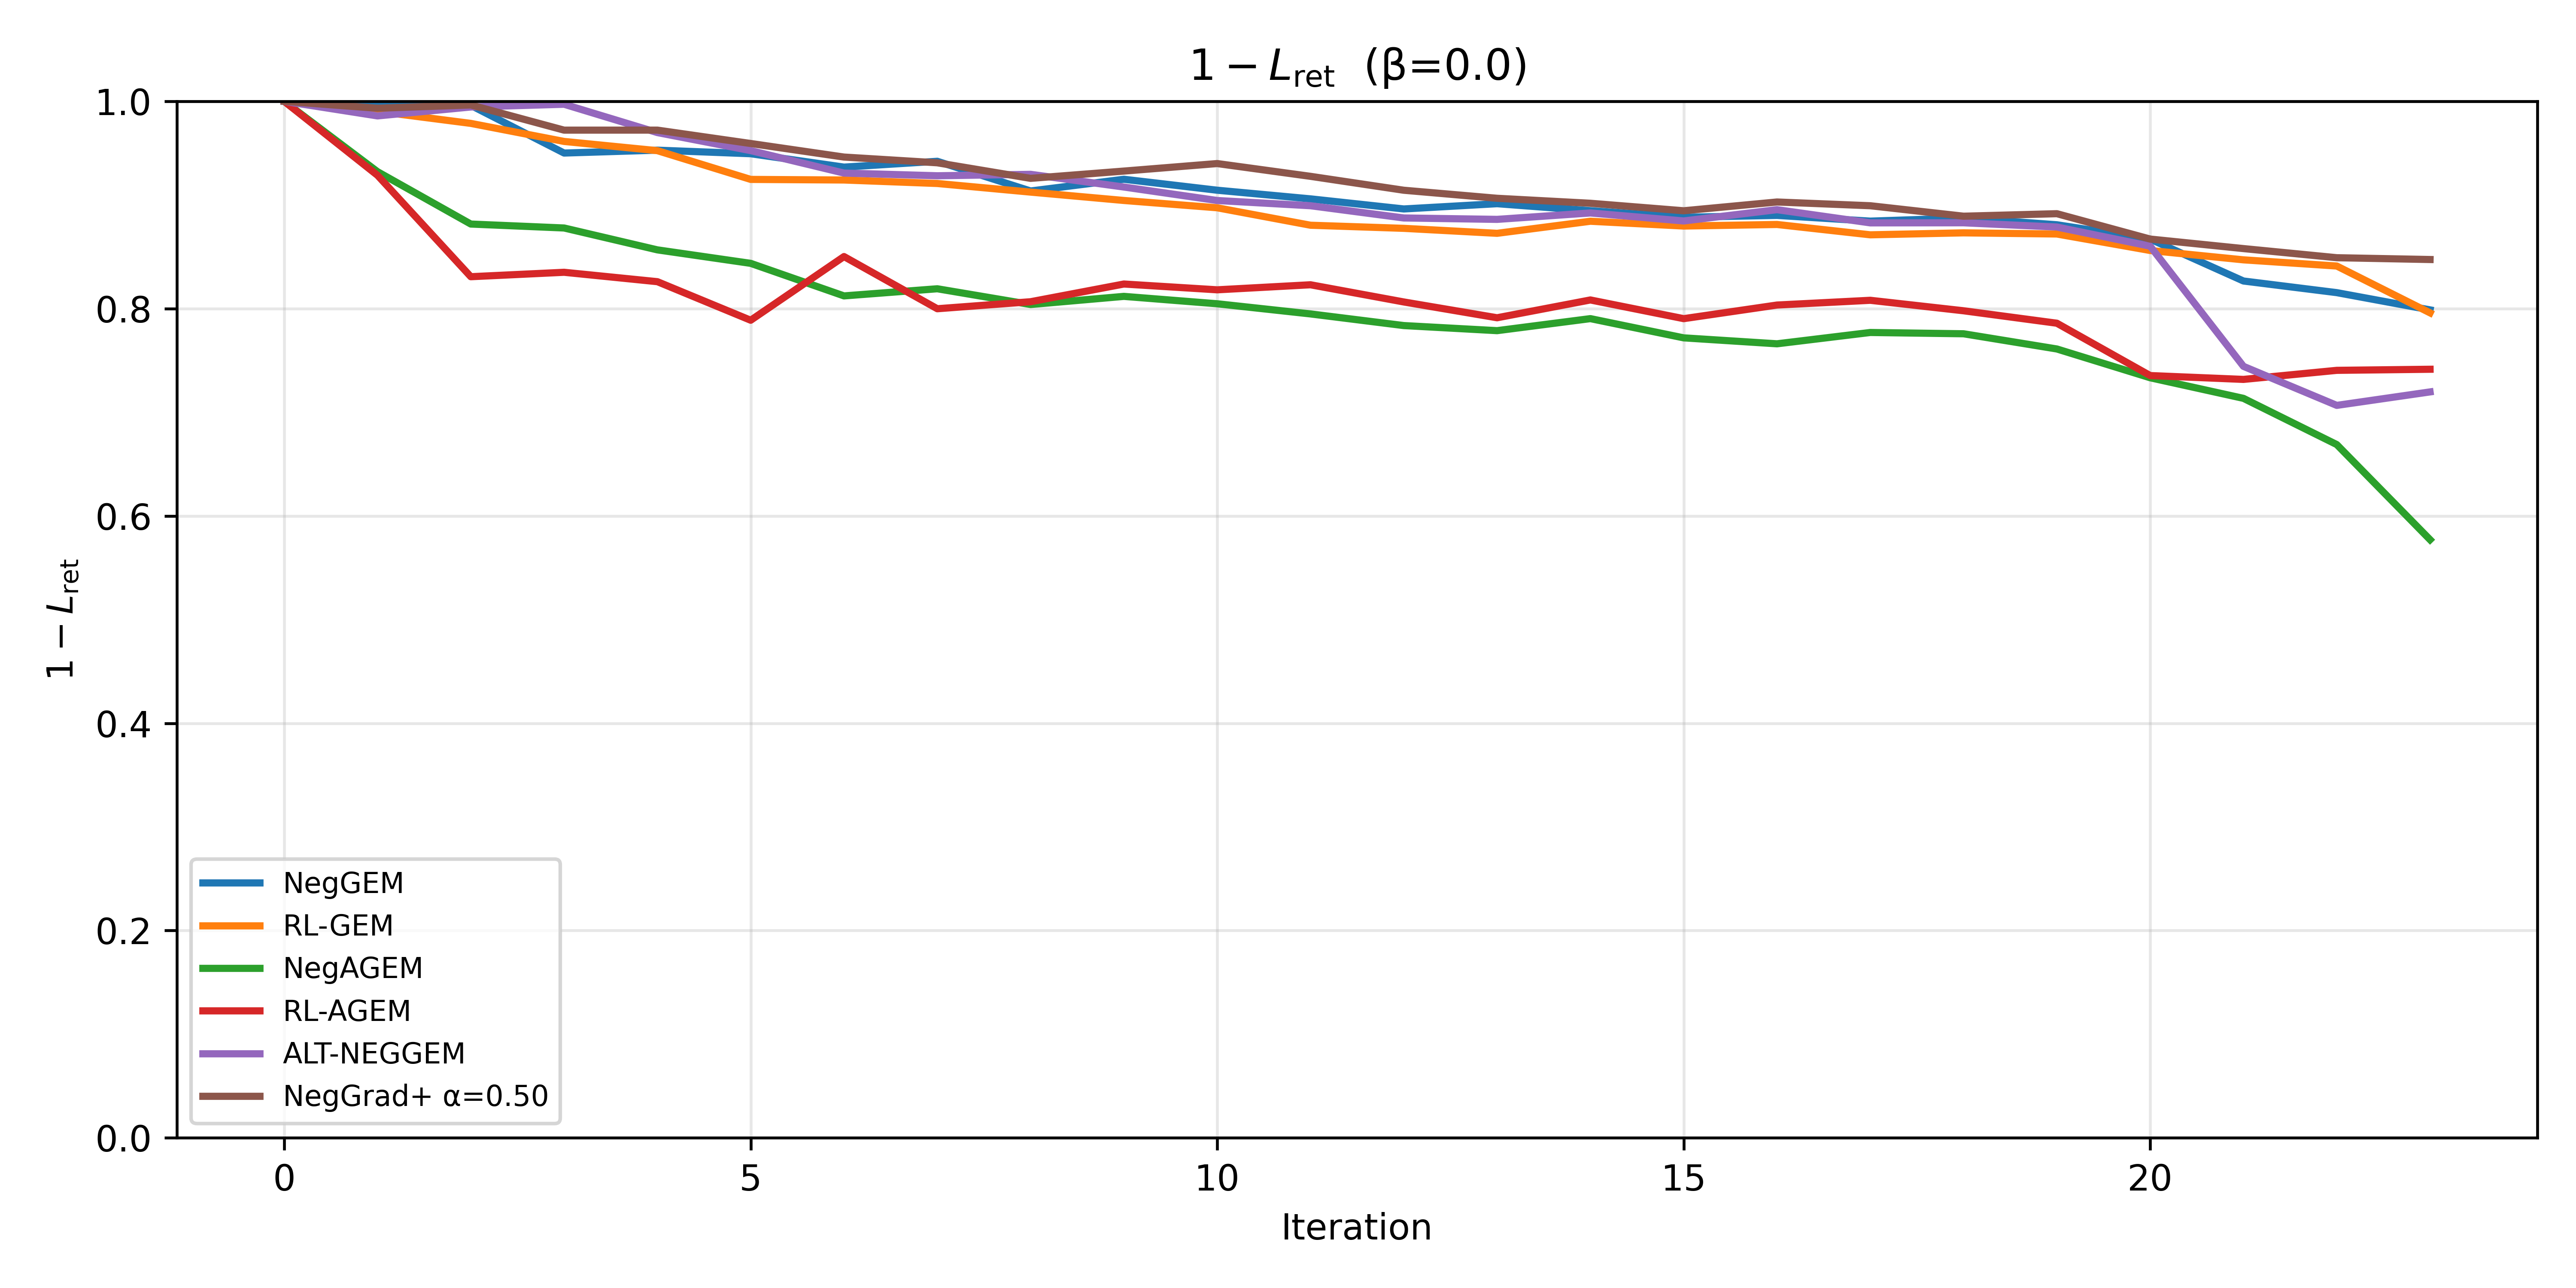 1 − L_ret (β=0.0)
1 − L_ret
1.0
0.8
0.6
0.4
0.2
0.0
NegGEM
RL-GEM
NegAGEM
RL-AGEM
ALT-NEGGEM
NegGrad+ α=0.50
0 5 10 15 20
Iteration